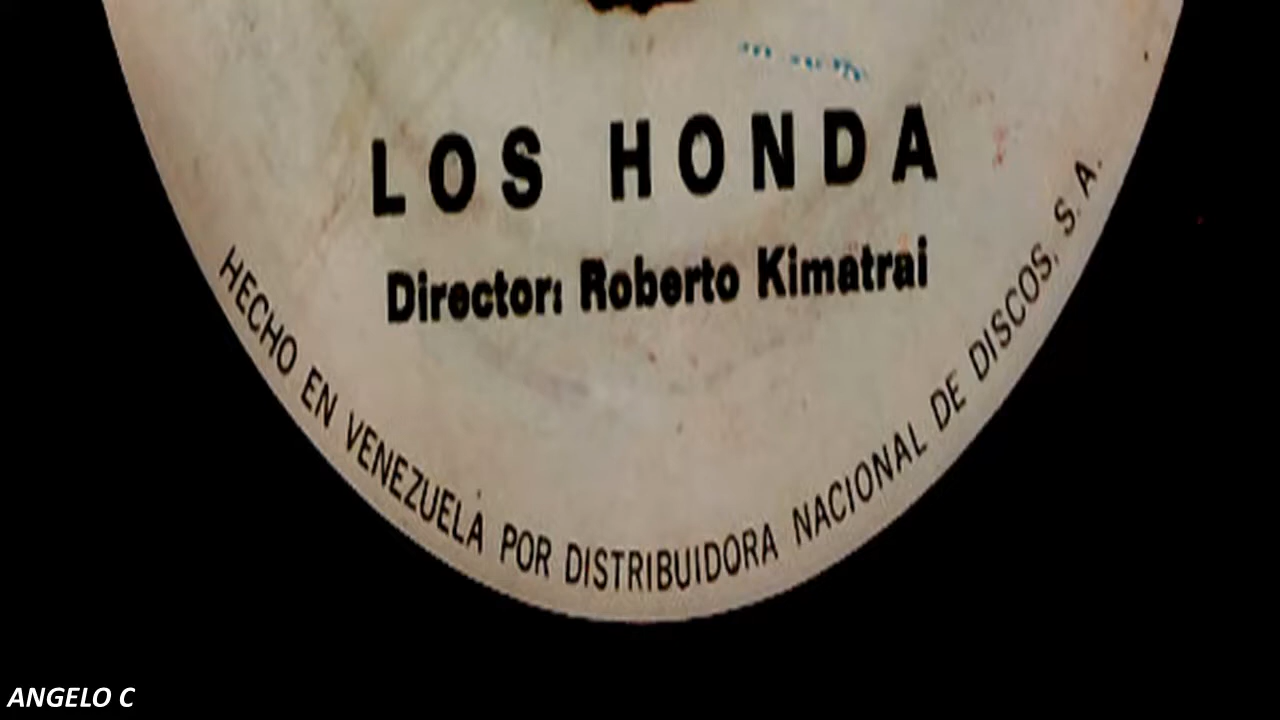 LOS HONDA
Director: Roberto Kimatrai
HECHO EN VENEZUELA POR DISTRIBUIDORA NACIONAL DE DISCOS, S. A.
ANGELO C